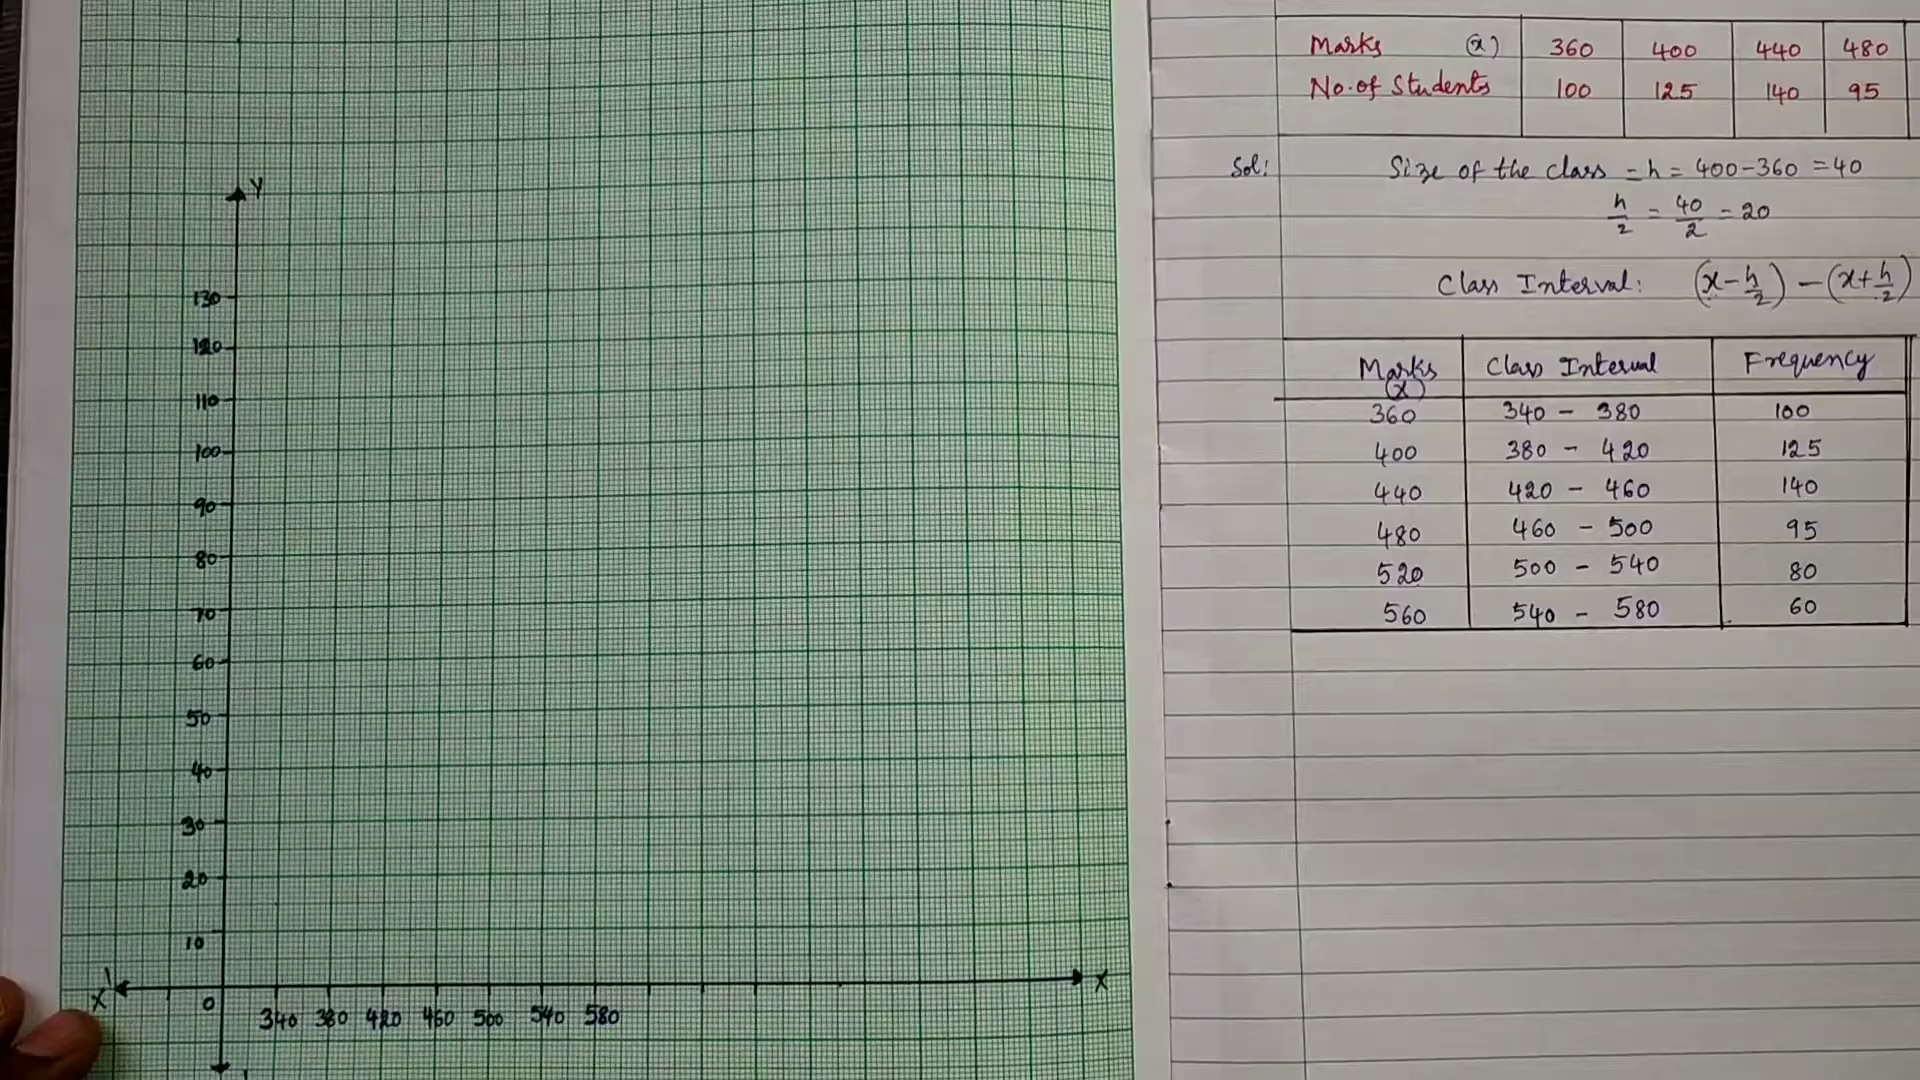 Y
130
120
110
100
90
80
70
60
50
40
30
20
10
X' 0 X
340 380 420 460 500 540 580
Marks (x) 360 400 440 480
No. of Students 100 125 140 95
Sol: Size of the class = h = 400-360 = 40
h/2 = 40/2 = 20
Class Interval: (x-h/2) - (x+h/2)
Marks (x) Class Interval Frequency
360 340 - 380 100
400 380 - 420 125
440 420 - 460 140
480 460 - 500 95
520 500 - 540 80
560 540 - 580 60